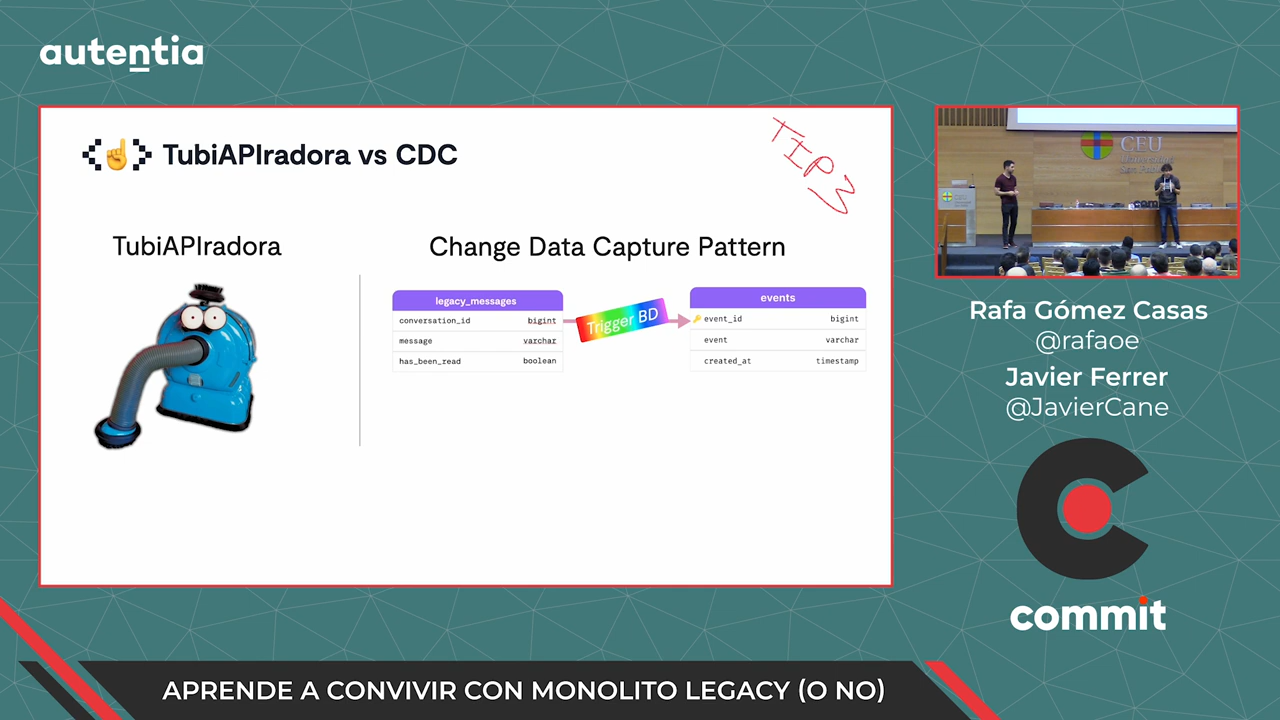 autentia
TubiAPIradora vs CDC
TIP 3
TubiAPIradora
Change Data Capture Pattern
legacy_messages
conversation_id bigint
message varchar
has_been_read boolean
Trigger BD
events
event_id bigint
event varchar
created_at timestamp
CEU
Rafa Gómez Casas
@rafaoe
Javier Ferrer
@JavierCane
commit
APRENDE A CONVIVIR CON MONOLITO LEGACY (O NO)